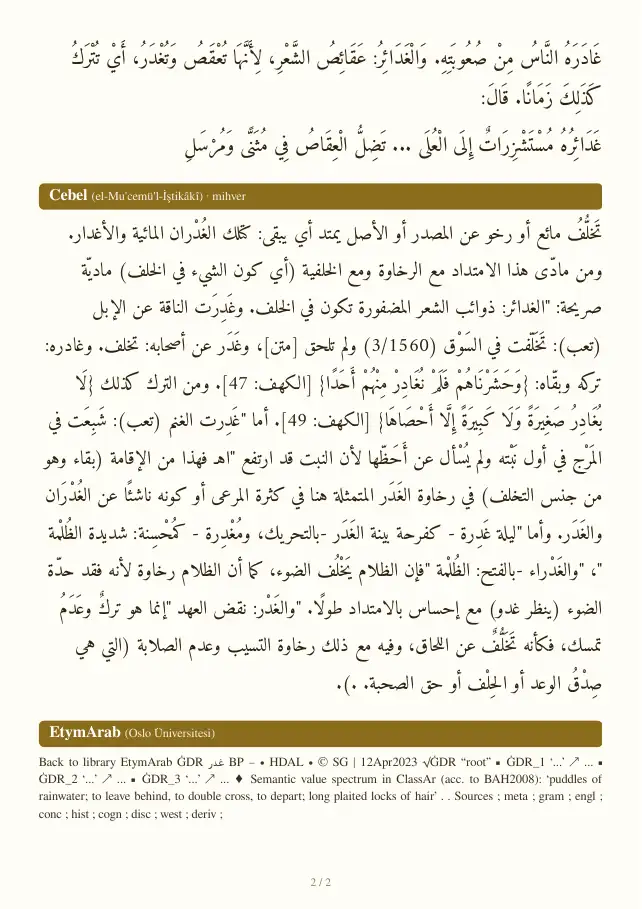 غَادَرَهُ النَّاسُ مِنْ صُعُوبَتِهِ. وَالْغَدَائِرُ: عَقَائِصُ الشَّعْرِ، لِأَنَّهَا تُعْقَصُ وَتُغْدَرُ، أَيْ تُتْرَكُ
كَذَلِكَ زَمَانًا. قَالَ:
غَدَائِرُهُ مُسْتَشْزِرَاتٌ إِلَى الْعُلَى ... تَضِلُّ الْعِقَاصُ فِي مُثَنًّى وَمُرْسَلِ
Cebel (el-Mu'cemü'l-İştikâkî) · mihver
تَخلُّفُ مائع أو رخو عن المصدر أو الأصل يمتد أي يبقى: كتلك الغُدْران المائية والأغدار.
ومن مادّى هذا الامتداد مع الرخاوة ومع الخلفية (أي كون الشيء في الخلف) ماديّة
صريحة: "الغدائر: ذوائب الشعر المضفورة تكون في الخلف. وغَدِرَت الناقة عن الإبل
(تعب): تَخَلّفت في السَوْق (3/1560) ولم تلحق [متن]، وغَدَر عن أصحابه: تخلف. وغادره:
تركه وبقّاه: {وَحَشَرْنَاهُمْ فَلَمْ نُغَادِرْ مِنْهُمْ أَحَدًا} [الكهف: 47]. ومن الترك كذلك {لَا
يُغَادِرُ صَغِيرَةً وَلَا كَبِيرَةً إِلَّا أَحْصَاهَا} [الكهف: 49]. أما "غَدِرت الغنم (تعب): شَبِعَت في
المَرْج في أول نَبْته ولم يُسْأل عن أَحَظّها لأن النبت قد ارتفع "اهـ فهذا من الإقامة (بقاء وهو
من جنس التخلف) في رخاوة الغَدَر المتمثلة هنا في كثرة المرعى أو كونه ناشئًا عن الغُدْرَان
والغَدَر. وأما "ليلة غَدِرة - كفرحة بينة الغَدَر -بالتحريك، ومُغْدِرة - كمُحْسِنة: شديدة الظُلْمة
"، "والغَدْراء -بالفتح: الظُلْمة "فإن الظلام يَخْلُف الضوء، كما أن الظلام رخاوة لأنه فقد حدّة
الضوء (ينظر غدو) مع إحساس بالامتداد طولًا. "والغَدْر: نقض العهد "إنما هو تركٌ وعَدَمُ
تمسك، فكأنه تَخَلُّفٌ عن اللحاق، وفيه مع ذلك رخاوة التسيب وعدم الصلابة (التي هي
صِدْقُ الوعد أو الحِلْف أو حق الصحبة. .).
EtymArab (Oslo Üniversitesi)
Back to library EtymArab ĠDR غدر BP – • HDAL • © SG | 12Apr2023 √ĠDR “root” ▪ ĠDR_1 ‘...’ ↗ ... ▪
ĠDR_2 ‘...’ ↗ ... ▪ ĠDR_3 ‘...’ ↗ ... ♦ Semantic value spectrum in ClassAr (acc. to BAH2008): ‘puddles of
rainwater; to leave behind, to double cross, to depart; long plaited locks of hair’ . . Sources ; meta ; gram ; engl ;
conc ; hist ; cogn ; disc ; west ; deriv ;
2 / 2